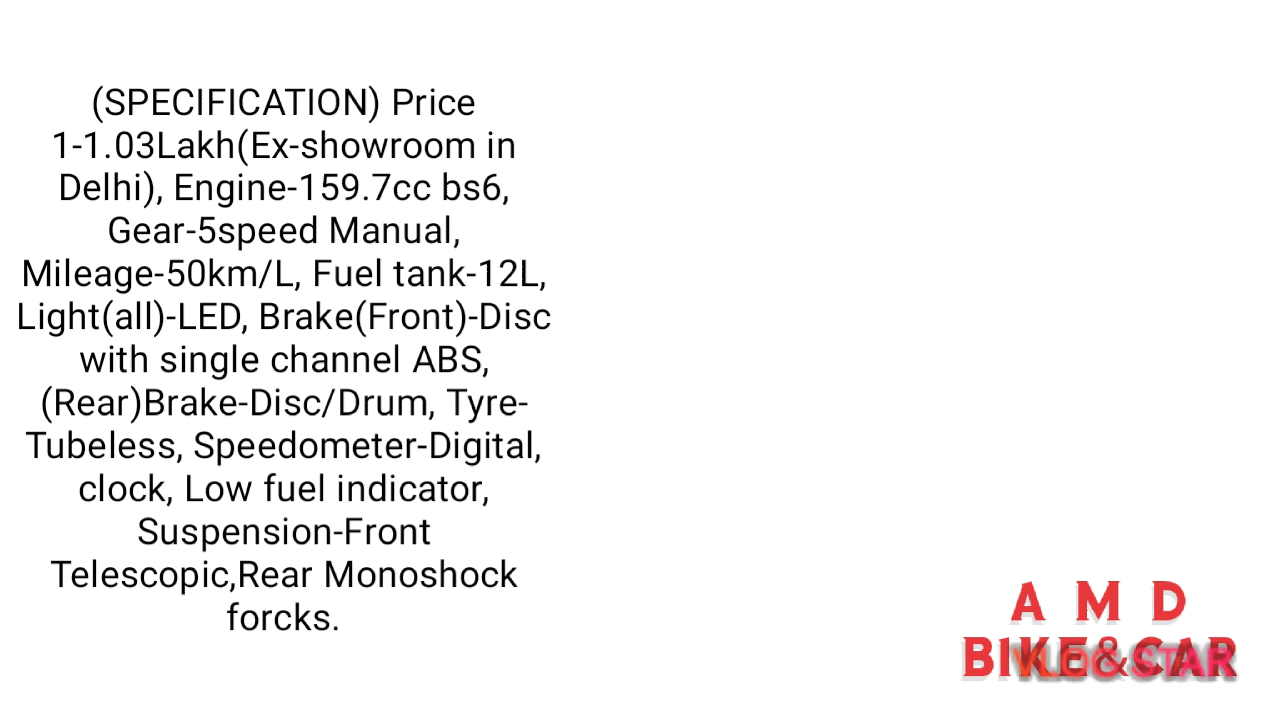 (SPECIFICATION) Price
1-1.03Lakh(Ex-showroom in
Delhi), Engine-159.7cc bs6,
Gear-5speed Manual,
Mileage-50km/L, Fuel tank-12L,
Light(all)-LED, Brake(Front)-Disc
with single channel ABS,
(Rear)Brake-Disc/Drum, Tyre-
Tubeless, Speedometer-Digital,
clock, Low fuel indicator,
Suspension-Front
Telescopic,Rear Monoshock
forcks.
A M D
BIKE&CAR
VLOG STAR